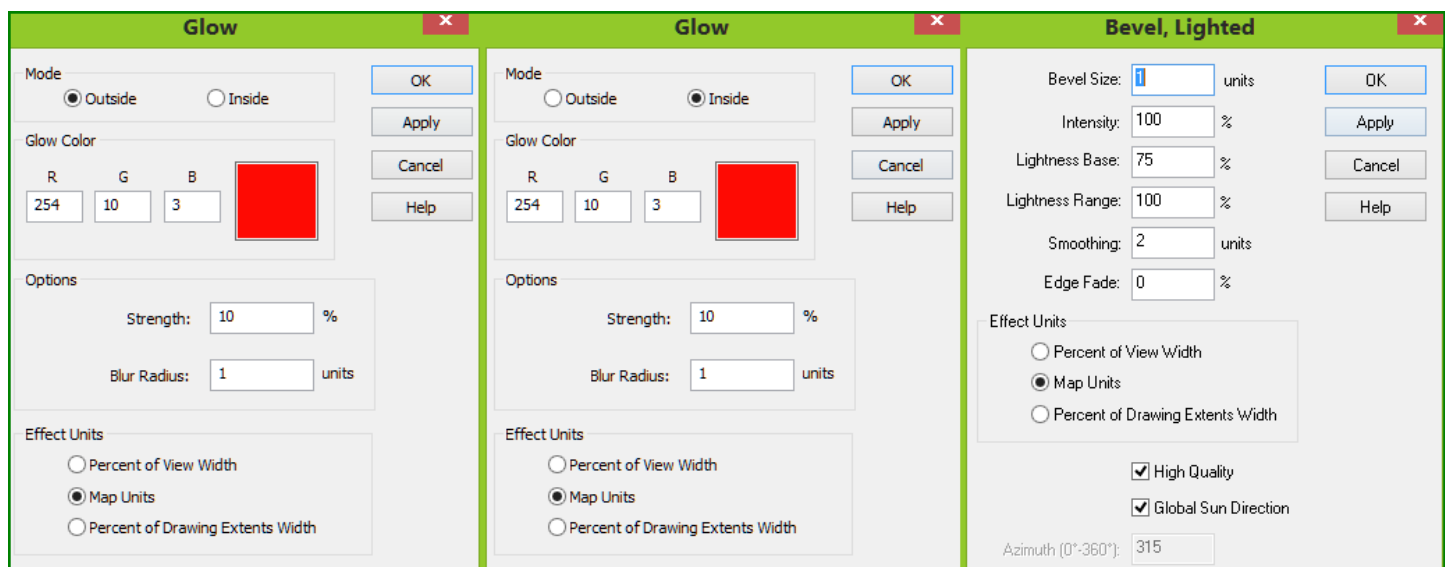 Glow
x
Mode
Outside Inside
OK
Apply
Glow Color
Cancel
R G B
254 10 3
Help
Options
Strength: 10 %
Blur Radius: 1 units
Effect Units
Percent of View Width
Map Units
Percent of Drawing Extents Width
Glow
x
Mode
Outside Inside
OK
Apply
Glow Color
Cancel
R G B
254 10 3
Help
Options
Strength: 10 %
Blur Radius: 1 units
Effect Units
Percent of View Width
Map Units
Percent of Drawing Extents Width
Bevel, Lighted
x
Bevel Size: 1 units
OK
Intensity: 100 %
Apply
Lightness Base: 75 %
Cancel
Lightness Range: 100 %
Help
Smoothing: 2 units
Edge Fade: 0 %
Effect Units
Percent of View Width
Map Units
Percent of Drawing Extents Width
High Quality
Global Sun Direction
Azimuth (0°-360°): 315